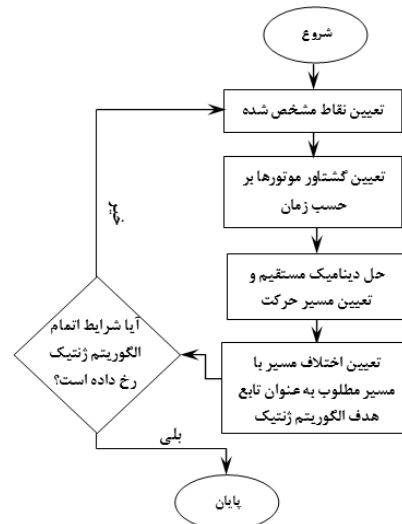 شروع
تعیین نقاط مشخص شده
تعیین گشتاور موتورها بر
حسب زمان
حل دینامیک مستقیم و
تعیین مسیر حرکت
تعیین اختلاف مسیر با
مسیر مطلوب به عنوان تابع
هدف الگوریتم ژنتیک
آیا شرایط اتمام
الگوریتم ژنتیک
رخ داده است؟
خیر
بلی
پایان